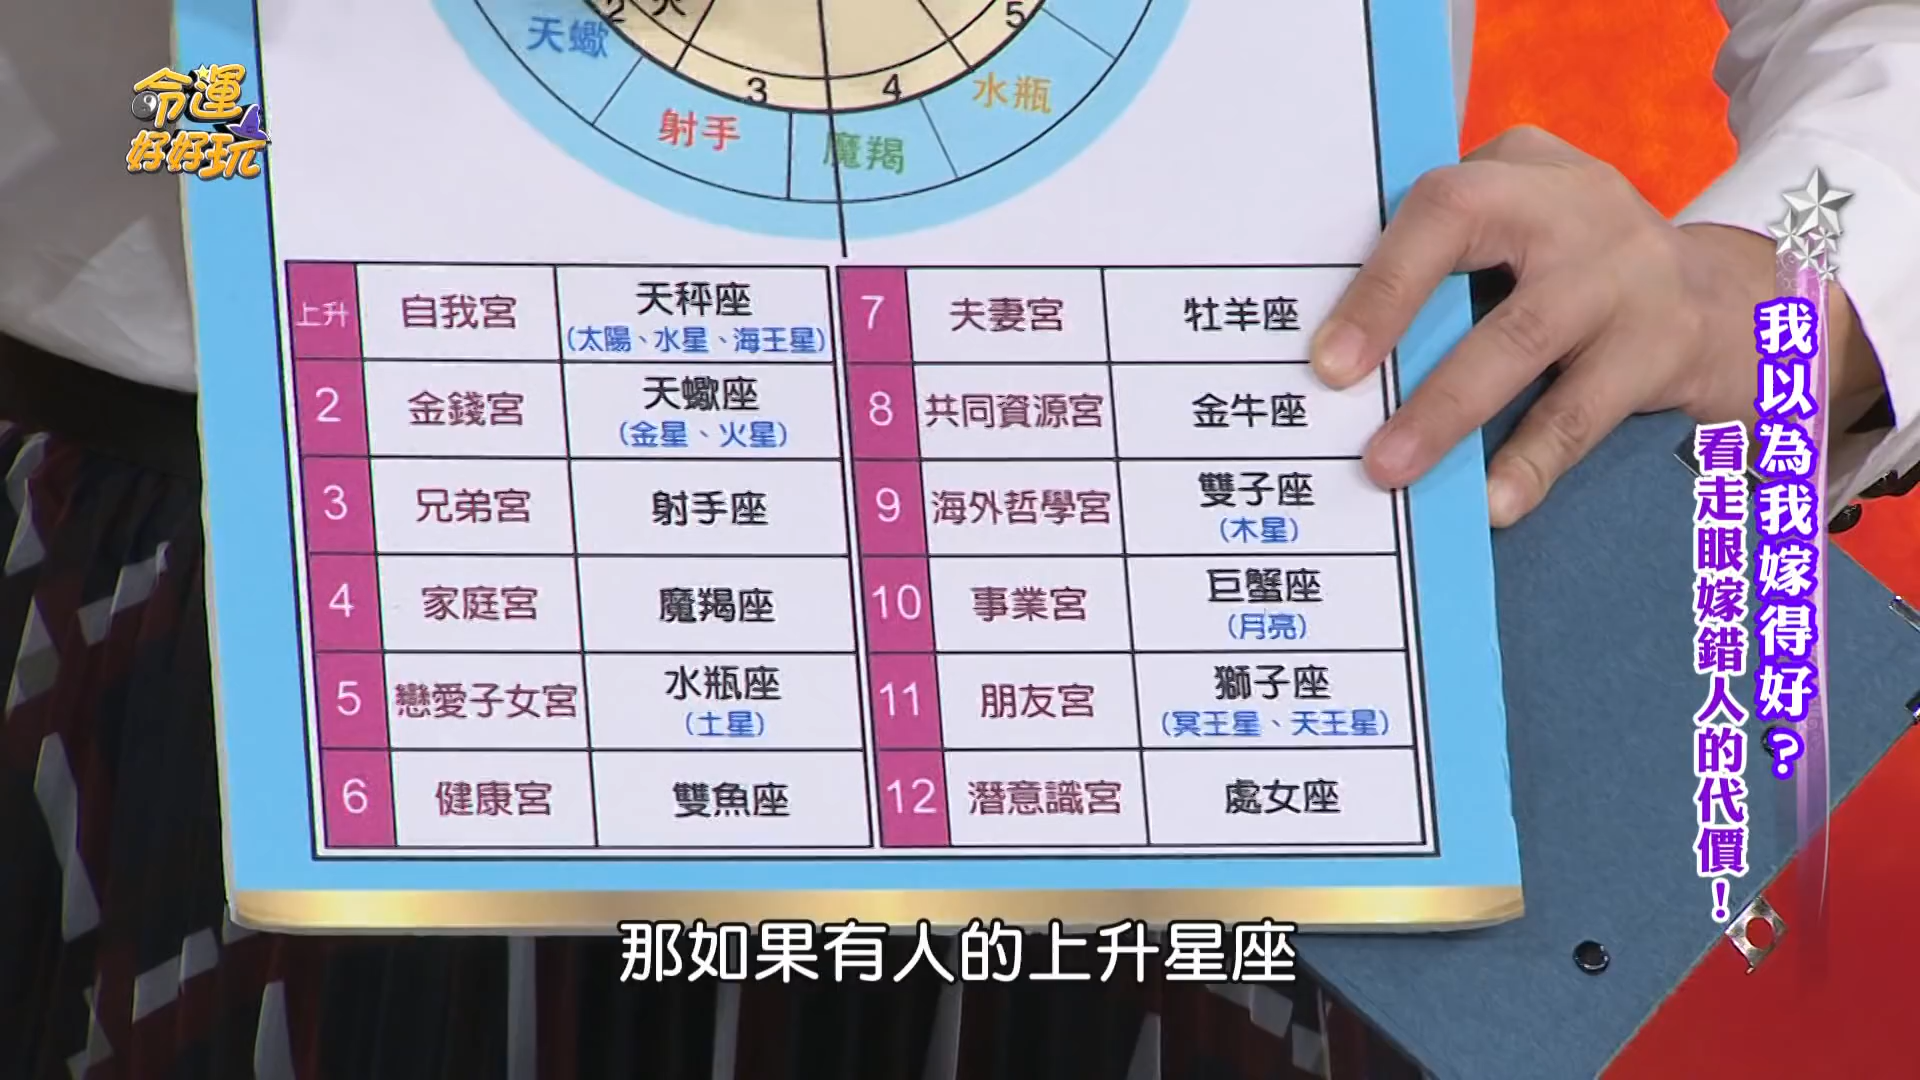 命運
好好玩
天蠍
2
火
3
4
5
射手
魔羯
水瓶
上升 自我宮 天秤座
(太陽、水星、海王星)
2 金錢宮 天蠍座
(金星、火星)
3 兄弟宮 射手座
4 家庭宮 魔羯座
5 戀愛子女宮 水瓶座
(土星)
6 健康宮 雙魚座
7 夫妻宮 牡羊座
8 共同資源宮 金牛座
9 海外哲學宮 雙子座
(木星)
10 事業宮 巨蟹座
(月亮)
11 朋友宮 獅子座
(冥王星、天王星)
12 潛意識宮 處女座
我以為我嫁得好?
看走眼嫁錯人的代價!
那如果有人的上升星座